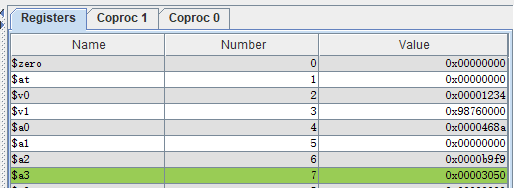 Registers Coproc 1 Coproc 0
Name Number Value
$zero 0 0x00000000
$at 1 0x00000000
$v0 2 0x00001234
$v1 3 0x98760000
$a0 4 0x0000468a
$a1 5 0x00000000
$a2 6 0x0000b9f9
$a3 7 0x00003050